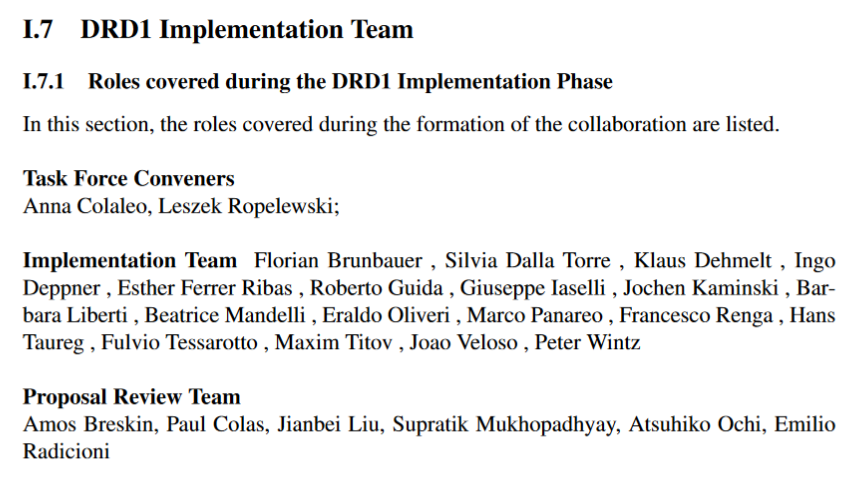 I.7 DRD1 Implementation Team
I.7.1 Roles covered during the DRD1 Implementation Phase
In this section, the roles covered during the formation of the collaboration are listed.
Task Force Conveners
Anna Colaleo, Leszek Ropelewski;
Implementation Team Florian Brunbauer , Silvia Dalla Torre , Klaus Dehmelt , Ingo
Deppner , Esther Ferrer Ribas , Roberto Guida , Giuseppe Iaselli , Jochen Kaminski , Bar-
bara Liberti , Beatrice Mandelli , Eraldo Oliveri , Marco Panareo , Francesco Renga , Hans
Taureg , Fulvio Tessarotto , Maxim Titov , Joao Veloso , Peter Wintz
Proposal Review Team
Amos Breskin, Paul Colas, Jianbei Liu, Supratik Mukhopadhyay, Atsuhiko Ochi, Emilio
Radicioni